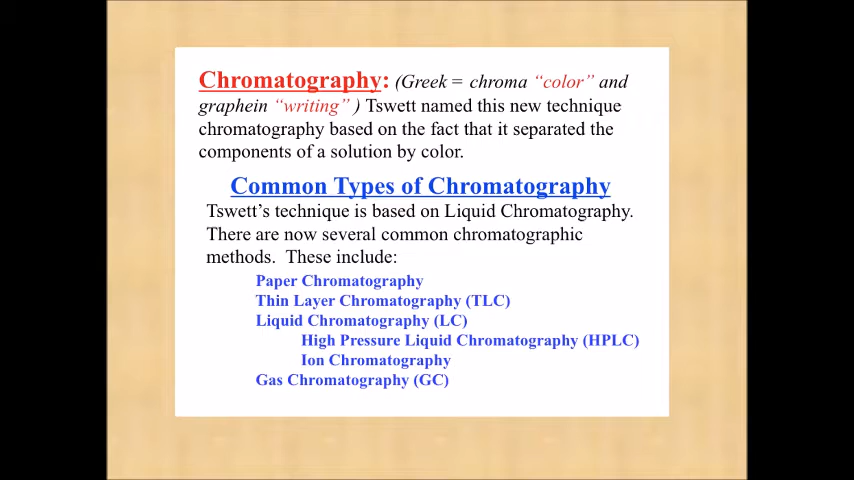 Chromatography: (Greek = chroma “color” and
graphein “writing” ) Tswett named this new technique
chromatography based on the fact that it separated the
components of a solution by color.
Common Types of Chromatography
Tswett’s technique is based on Liquid Chromatography.
There are now several common chromatographic
methods. These include:
Paper Chromatography
Thin Layer Chromatography (TLC)
Liquid Chromatography (LC)
High Pressure Liquid Chromatography (HPLC)
Ion Chromatography
Gas Chromatography (GC)